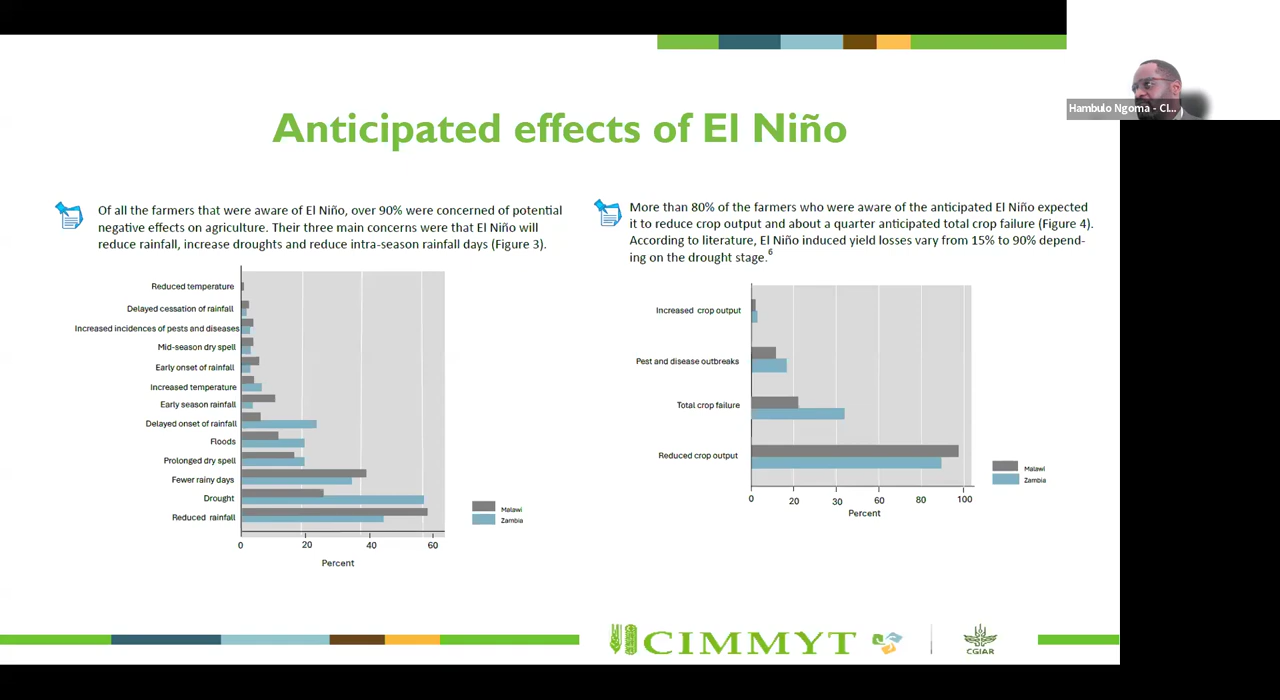 Hambulo Ngoma - CI...
Anticipated effects of El Niño
Of all the farmers that were aware of El Niño, over 90% were concerned of potential
negative effects on agriculture. Their three main concerns were that El Niño will
reduce rainfall, increase droughts and reduce intra-season rainfall days (Figure 3).
Reduced temperature
Delayed cessation of rainfall
Increased incidences of pests and diseases
Mid-season dry spell
Early onset of rainfall
Increased temperature
Early season rainfall
Delayed onset of rainfall
Floods
Prolonged dry spell
Fewer rainy days
Drought
Reduced rainfall
0 20 40 60
Percent
Malawi
Zambia
More than 80% of the farmers who were aware of the anticipated El Niño expected
it to reduce crop output and about a quarter anticipated total crop failure (Figure 4).
According to literature, El Niño induced yield losses vary from 15% to 90% depend-
ing on the drought stage.6
Increased crop output
Pest and disease outbreaks
Total crop failure
Reduced crop output
0 20 30 60 80 100
Percent
Malawi
Zambia
CIMMYT
CGIAR